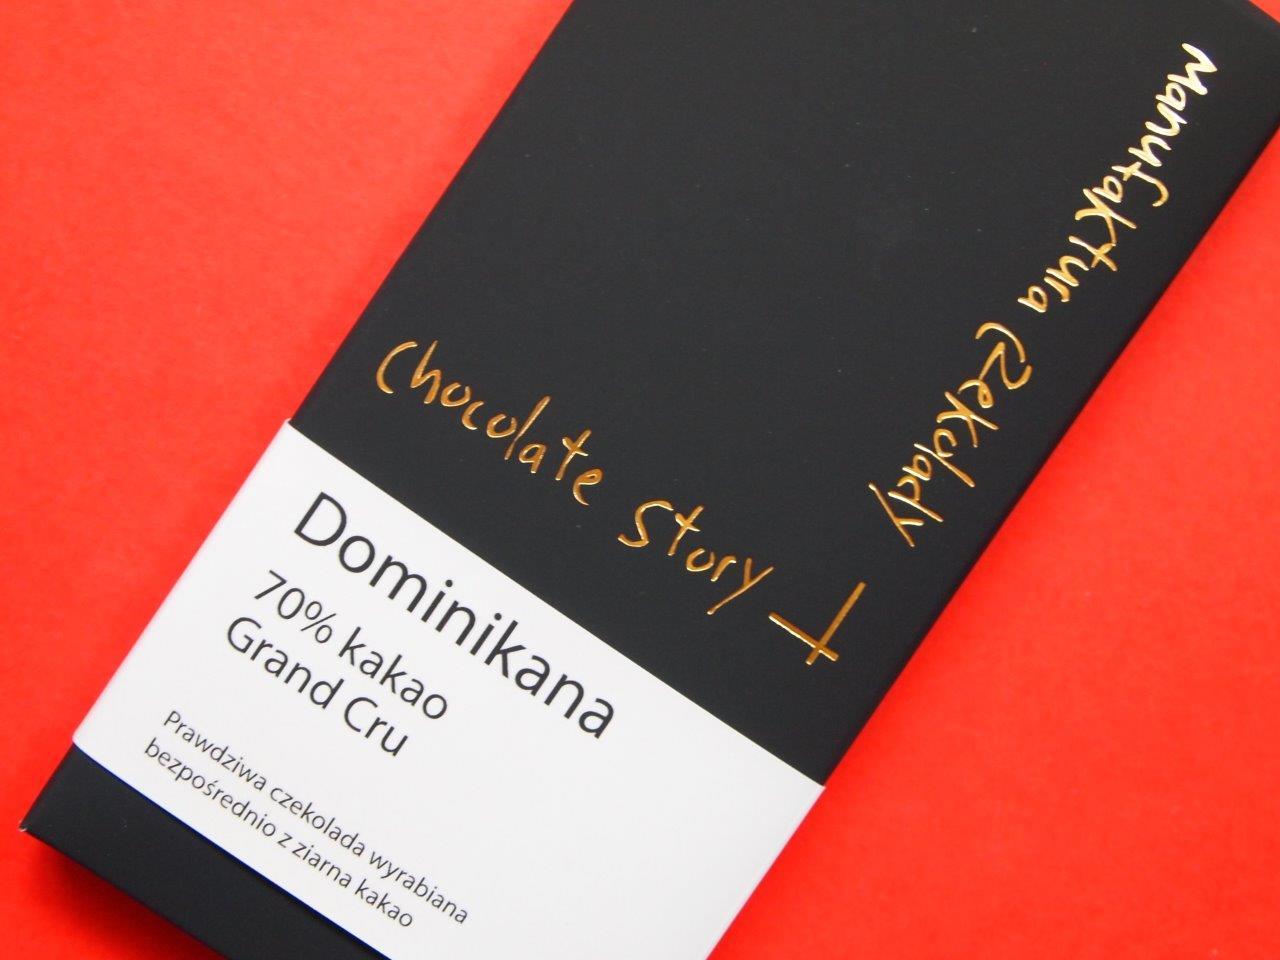 Manufaktura Czekolady
Chocolate Story
Dominikana
70% kakao
Grand Cru
Prawdziwa czekolada wyrabiana
bezpośrednio z ziarna kakao